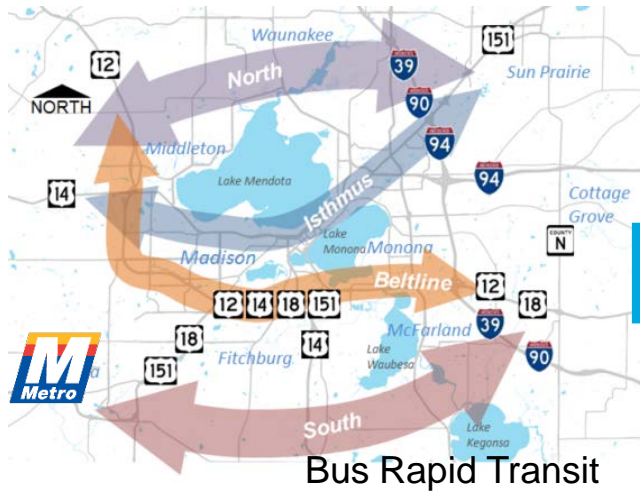 Waunakee
151
12
39
North
Sun Prairie
NORTH
90
Middleton
94
94
14
Lake Mendota
Isthmus
Cottage
Grove
COUNTY
N
Lake
Monona
Monona
Madison
Beltline
12
12 14 18 151
18
39
McFarland
18
14
90
Fitchburg
Lake
Waubesa
151
M
Metro
a
South
Lake
Kegonsa
Bus Rapid Transit